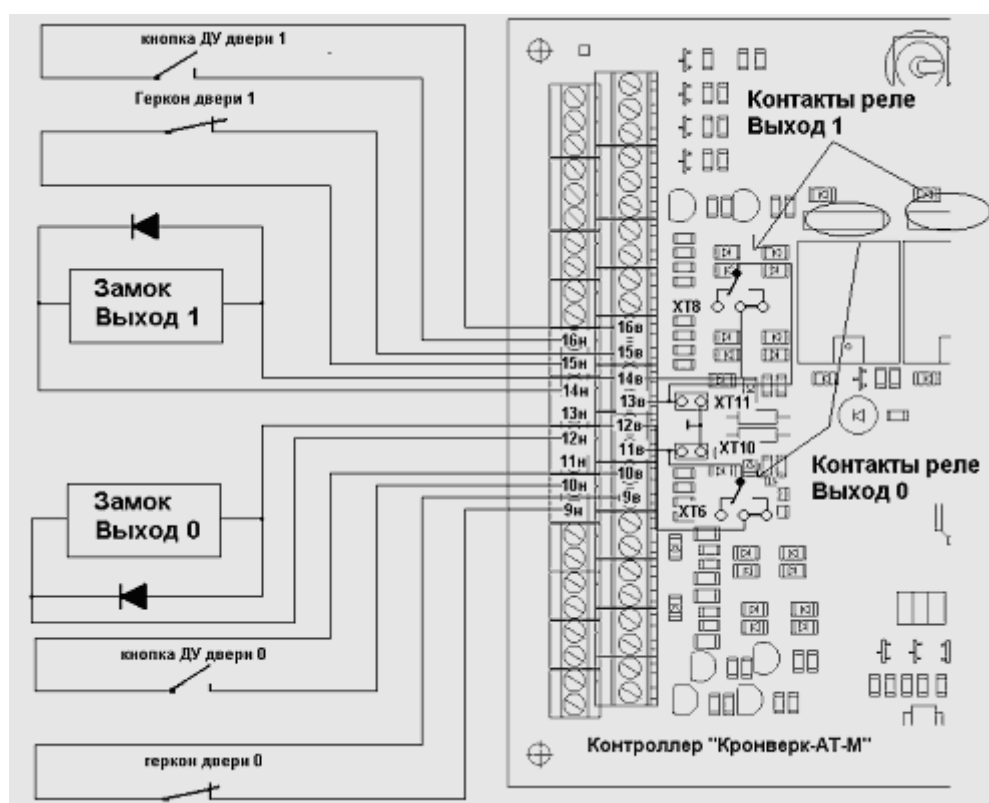 кнопка ДУ двери 1
Геркон двери 1
Контакты реле
Выход 1
Замок
Выход 1
XT8
16в
16н
15в
15н
14в
14н
13в
XT11
13н
12в
12н
11в
XT10
11н
10в
10н
9в
9н
XT6
Контакты реле
Выход 0
Замок
Выход 0
кнопка ДУ двери 0
геркон двери 0
Контроллер "Кронверк-АТ-М"